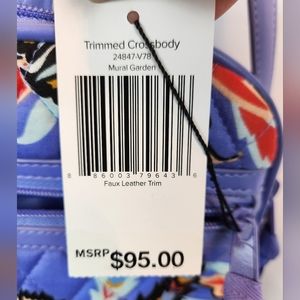 Trimmed Crossbody
24847-V78
Mural Garden
8 86003 79643 6
Faux Leather Trim
MSRP $95.00